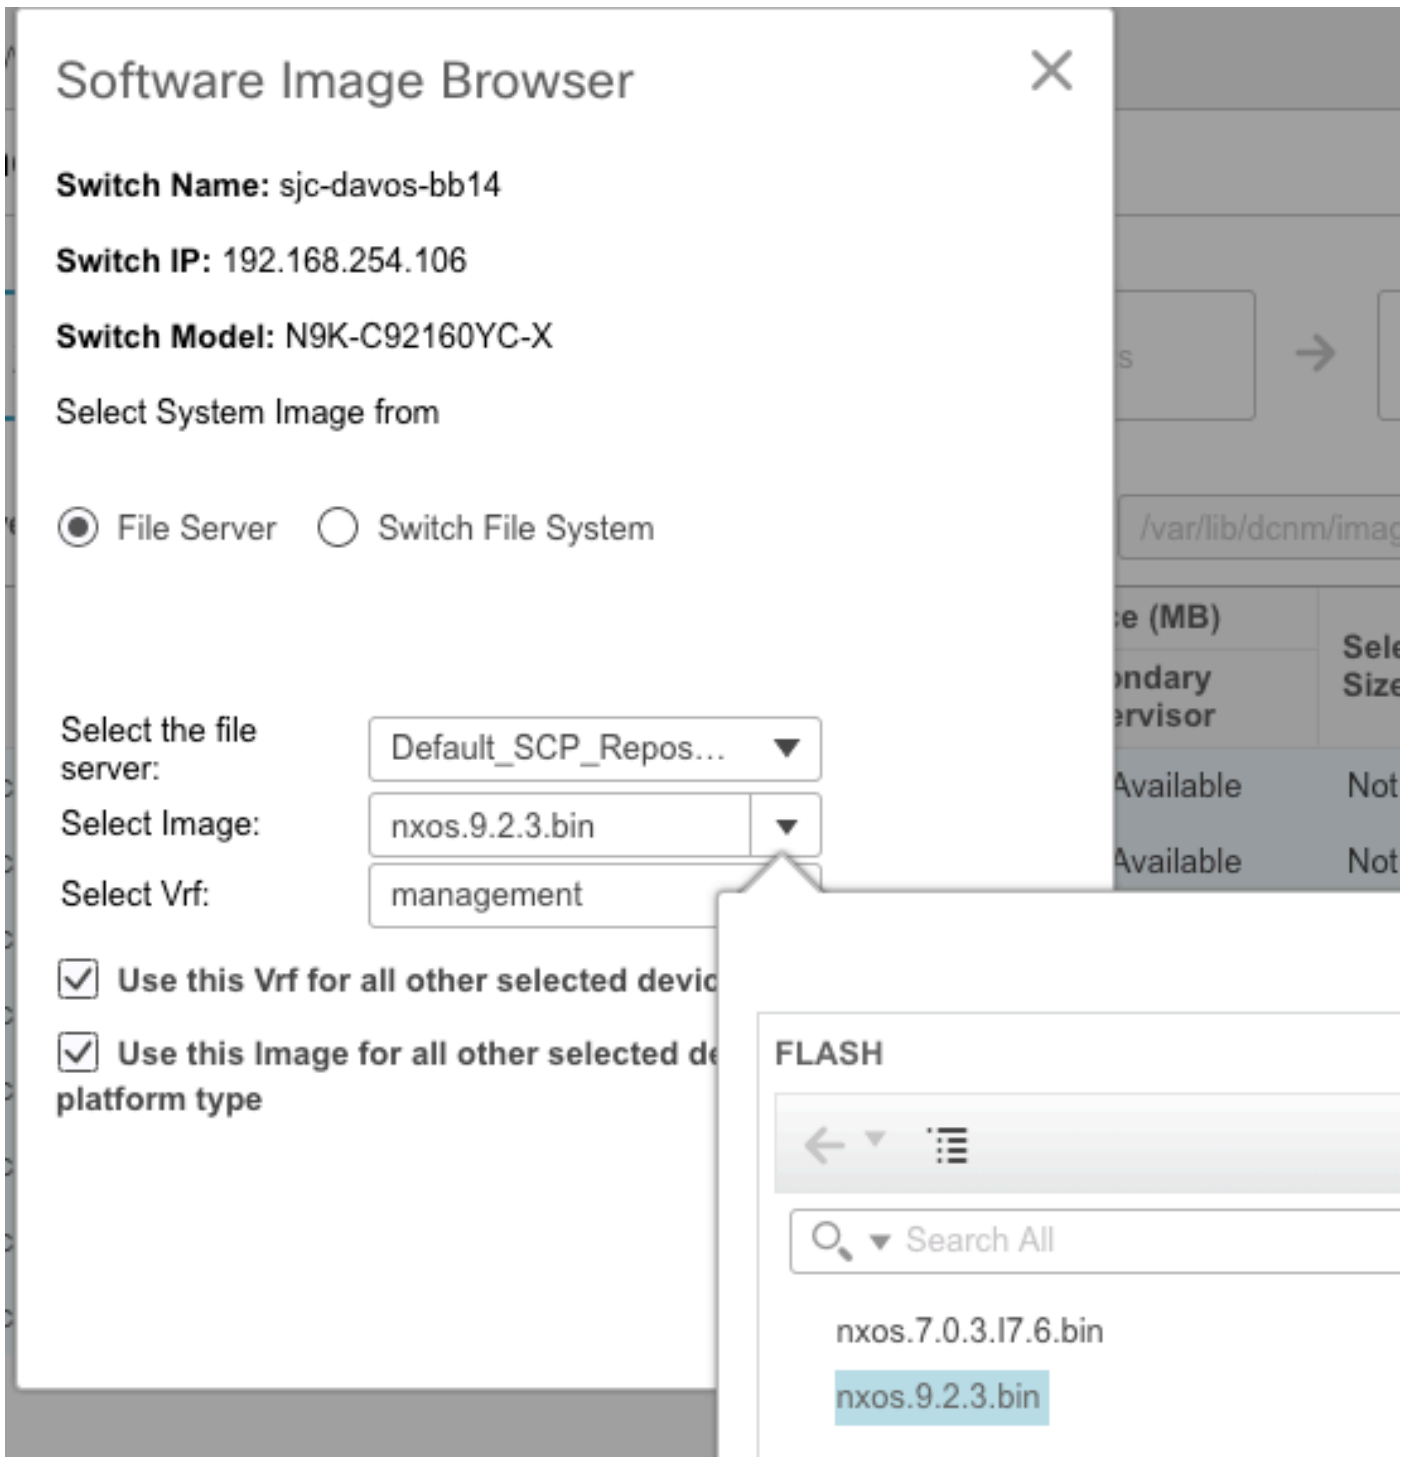 Software Image Browser
Switch Name: sjc-davos-bb14
Switch IP: 192.168.254.106
Switch Model: N9K-C92160YC-X
Select System Image from
File Server
Switch File System
/var/lib/dcnm/imag
(MB)
Size
Available
Not
Available
Not
Select the file
server:
Default_SCP_Repos...
Select Image:
nxos.9.2.3.bin
Select Vrf:
management
Use this Vrf for all other selected devic
Use this Image for all other selected de
platform type
FLASH
Search All
nxos.7.0.3.I7.6.bin
nxos.9.2.3.bin